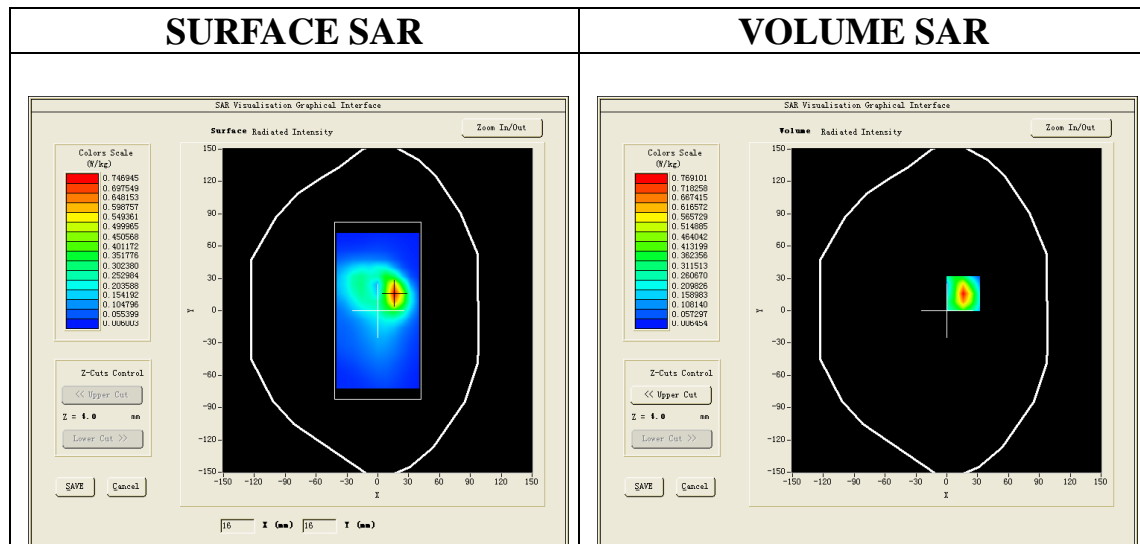 SURFACE SAR
VOLUME SAR
SAR Visualisation Graphical Interface
Surface Radiated Intensity
Zoom In/Out
Colors Scale
(W/kg)
0.746945
0.697549
0.648153
0.598757
0.549361
0.499965
0.450568
0.401172
0.351776
0.302380
0.252984
0.203588
0.154192
0.104796
0.055399
0.006003
150
120
90
60
30
0
-30
-60
-90
-120
-150
Y
-150 -120 -90 -60 -30 0 30 60 90 120 150
X
Z-Cuts Control
<< Upper Cut
Z = 4.0 mm
Lower Cut >>
SAVE Cancel
16 X (mm) 16 Y (mm)
SAR Visualisation Graphical Interface
Volume Radiated Intensity
Zoom In/Out
Colors Scale
(W/kg)
0.769101
0.718258
0.667415
0.616572
0.565729
0.514885
0.464042
0.413199
0.362356
0.311513
0.260670
0.209826
0.158983
0.108140
0.057297
0.006454
150
120
90
60
30
0
-30
-60
-90
-120
-150
Y
-150 -120 -90 -60 -30 0 30 60 90 120 150
X
Z-Cuts Control
<< Upper Cut
Z = 4.0 mm
Lower Cut >>
SAVE Cancel